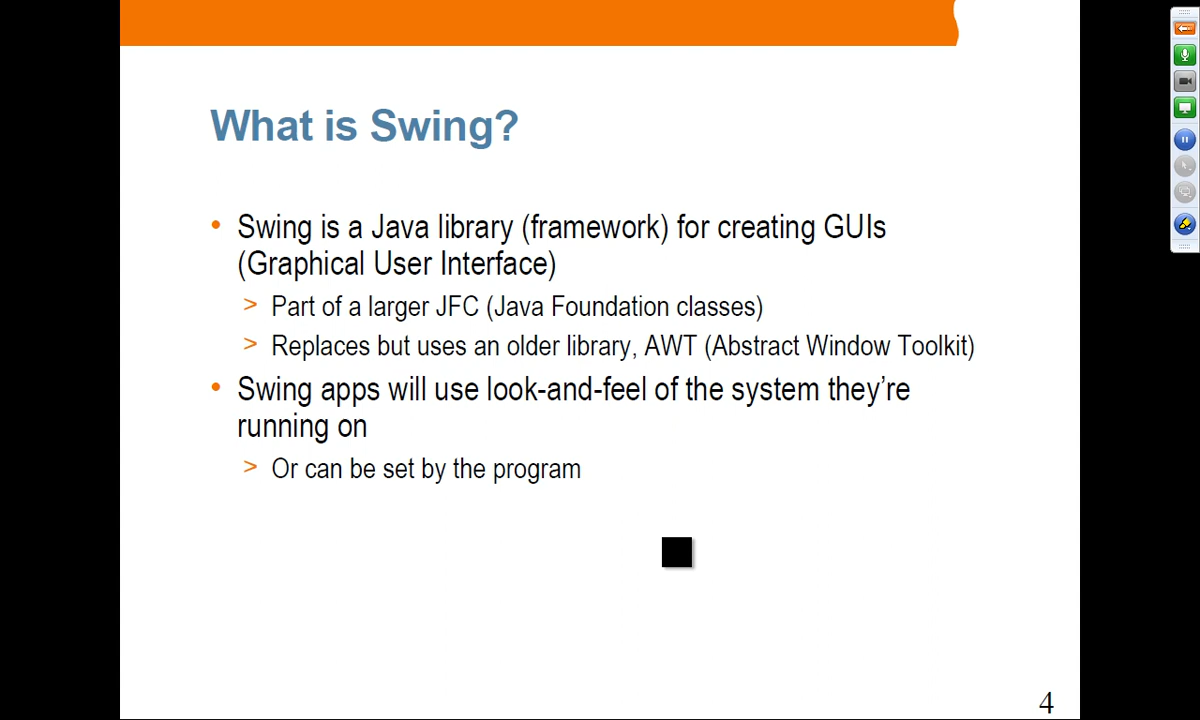 What is Swing?
• Swing is a Java library (framework) for creating GUIs
(Graphical User Interface)
> Part of a larger JFC (Java Foundation classes)
> Replaces but uses an older library, AWT (Abstract Window Toolkit)
• Swing apps will use look-and-feel of the system they’re
running on
> Or can be set by the program
4